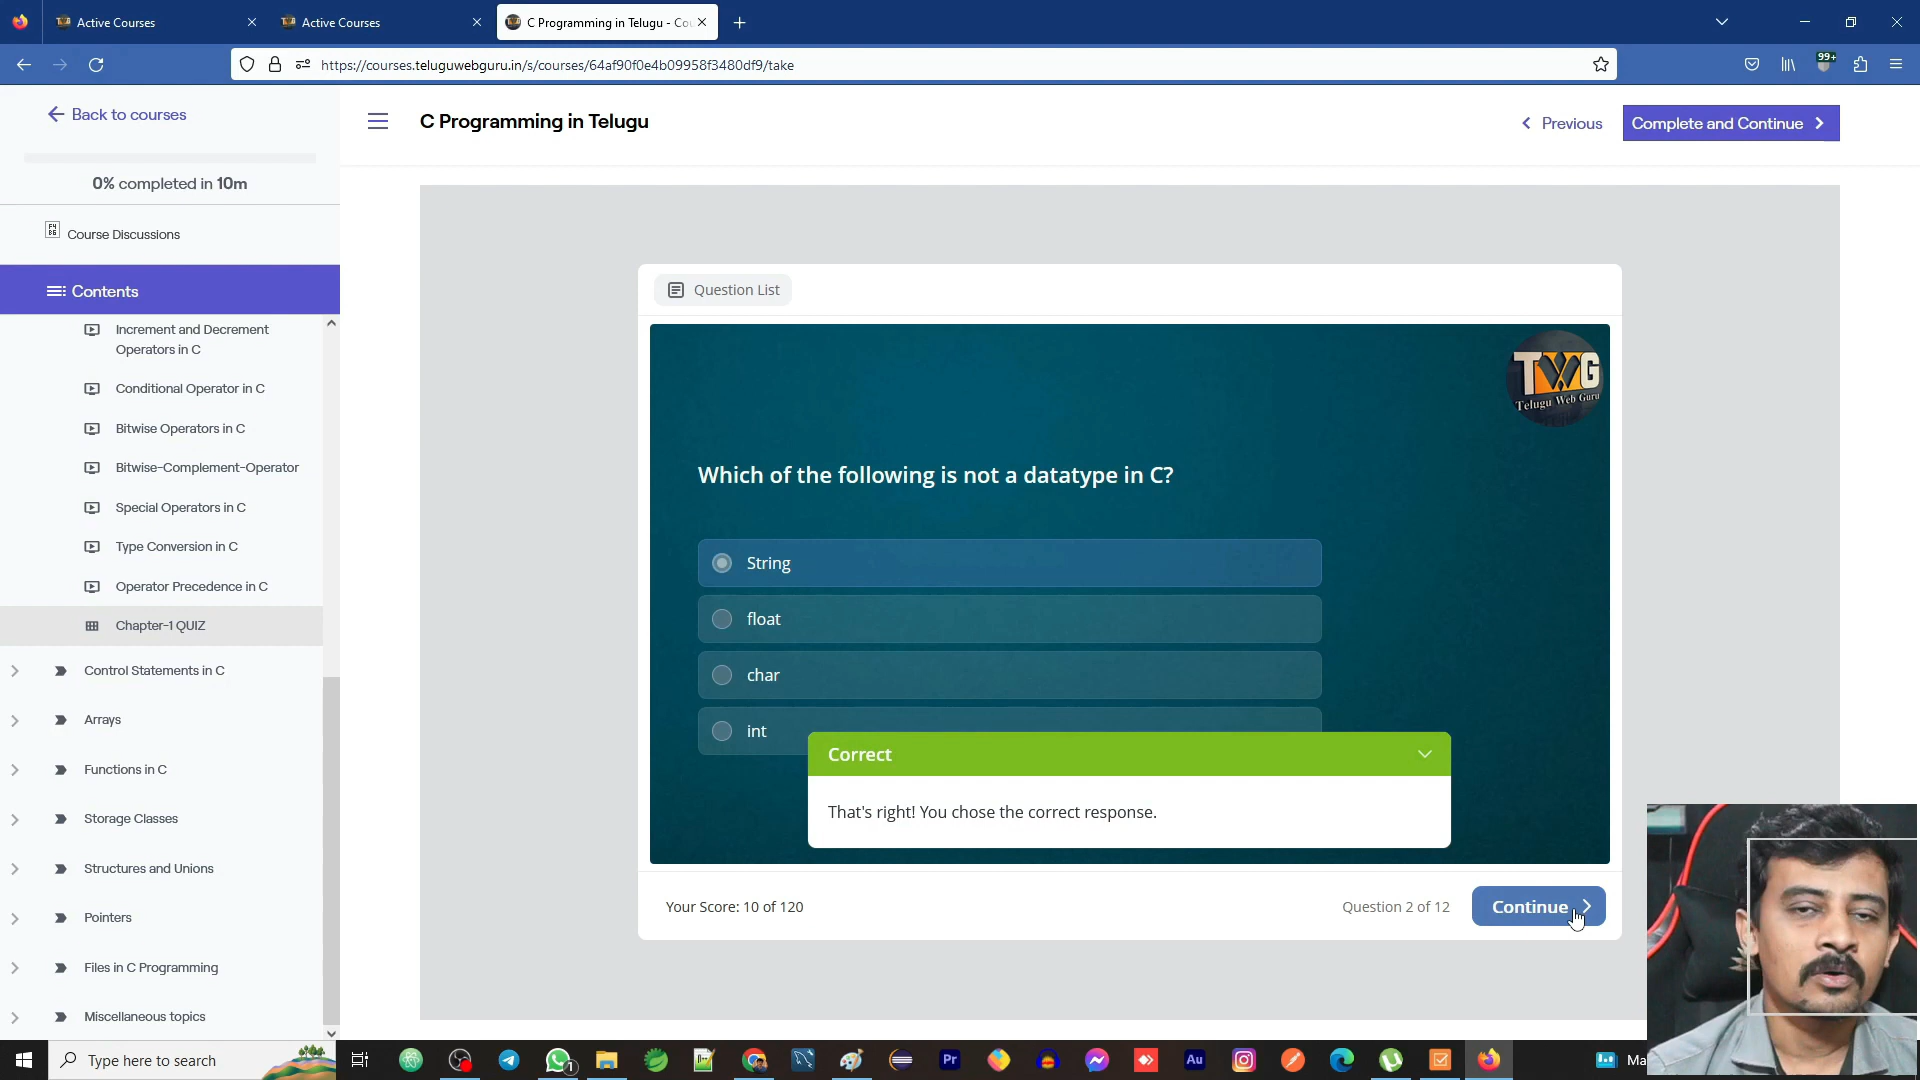 Active Courses
Active Courses
C Programming in Telugu - Co
https://courses.teluguwebguru.in/s/courses/64af90f0e4b09958f3480df9/take
99+
Back to courses
0% completed in 10m
Course Discussions
Contents
Increment and Decrement
Operators in C
Conditional Operator in C
Bitwise Operators in C
Bitwise-Complement-Operator
Special Operators in C
Type Conversion in C
Operator Precedence in C
Chapter-1 QUIZ
Control Statements in C
Arrays
Functions in C
Storage Classes
Structures and Unions
Pointers
Files in C Programming
Miscellaneous topics
C Programming in Telugu
Previous
Complete and Continue
Question List
TWG
Telugu Web Guru
Which of the following is not a datatype in C?
String
float
char
int
Correct
That's right! You chose the correct response.
Your Score: 10 of 120
Question 2 of 12
Continue
Type here to search
1
Pr
Au
Ma